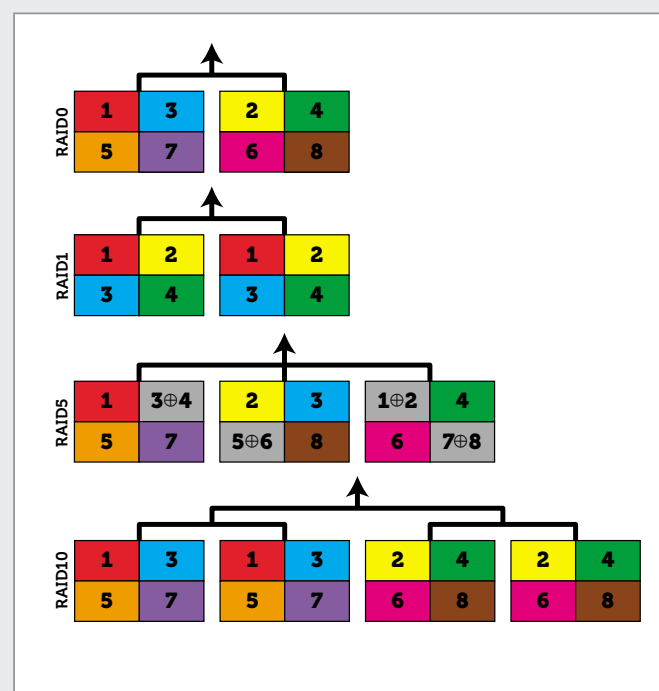 RAID0
1 3 2 4
5 7 6 8
RAID1
1 2 1 2
3 4 3 4
RAID5
1 3⊕4 2 3 1⊕2 4
5 7 5⊕6 8 6 7⊕8
RAID10
1 3 1 3 2 4 2 4
5 7 5 7 6 8 6 8